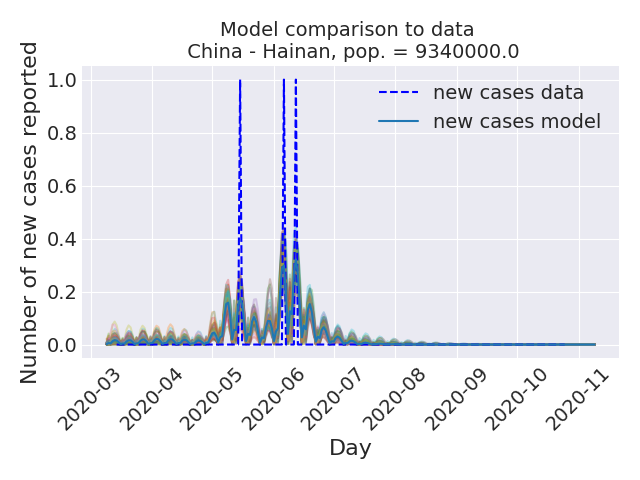 Model comparison to data
China - Hainan, pop. = 9340000.0
Number of new cases reported
1.0
0.8
0.6
0.4
0.2
0.0
new cases data
new cases model
2020-03
2020-04
2020-05
2020-06
2020-07
2020-08
2020-09
2020-10
2020-11
Day